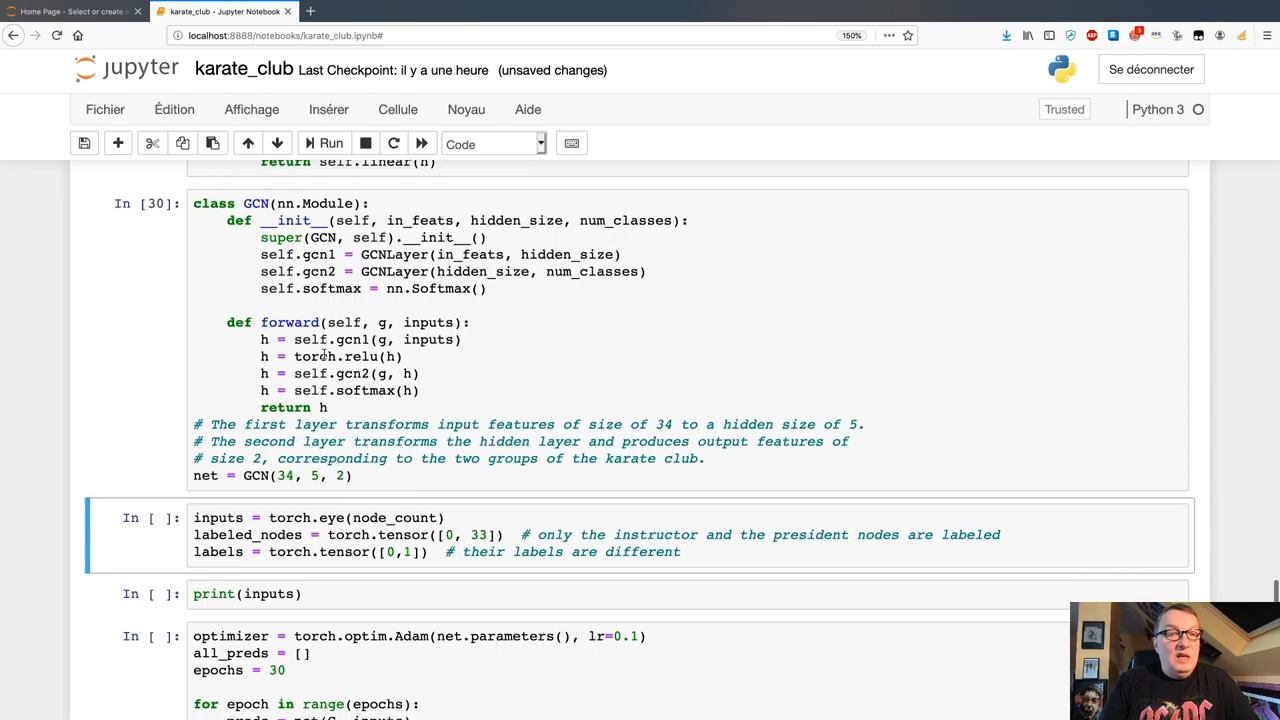 Home Page - Select or create a
karate_club - Jupyter Notebook
localhost:8888/notebooks/karate_club.ipynb#
150%
jupyter karate_club Last Checkpoint: il y a une heure (unsaved changes)
Se déconnecter
Fichier Édition Affichage Insérer Cellule Noyau Aide
Trusted
Python 3
Run
Code
return self.linear(h)
In [30]:
class GCN(nn.Module):
def __init__(self, in_feats, hidden_size, num_classes):
super(GCN, self).__init__()
self.gcn1 = GCNLayer(in_feats, hidden_size)
self.gcn2 = GCNLayer(hidden_size, num_classes)
self.softmax = nn.Softmax()
def forward(self, g, inputs):
h = self.gcn1(g, inputs)
h = torch.relu(h)
h = self.gcn2(g, h)
h = self.softmax(h)
return h
# The first layer transforms input features of size of 34 to a hidden size of 5.
# The second layer transforms the hidden layer and produces output features of
# size 2, corresponding to the two groups of the karate club.
net = GCN(34, 5, 2)
In [ ]:
inputs = torch.eye(node_count)
labeled_nodes = torch.tensor([0, 33]) # only the instructor and the president nodes are labeled
labels = torch.tensor([0,1]) # their labels are different
In [ ]:
print(inputs)
In [ ]:
optimizer = torch.optim.Adam(net.parameters(), lr=0.1)
all_preds = []
epochs = 30
for epoch in range(epochs):
preds = net(G, inputs)
AC/DC